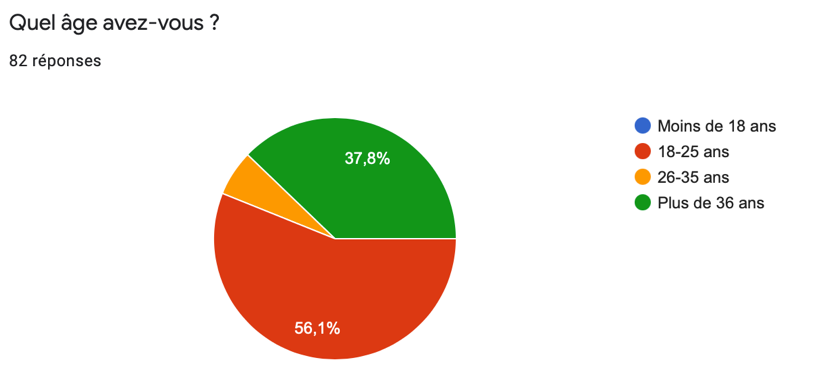 Quel âge avez-vous ?
82 réponses
37,8%
56,1%
Moins de 18 ans
18-25 ans
26-35 ans
Plus de 36 ans